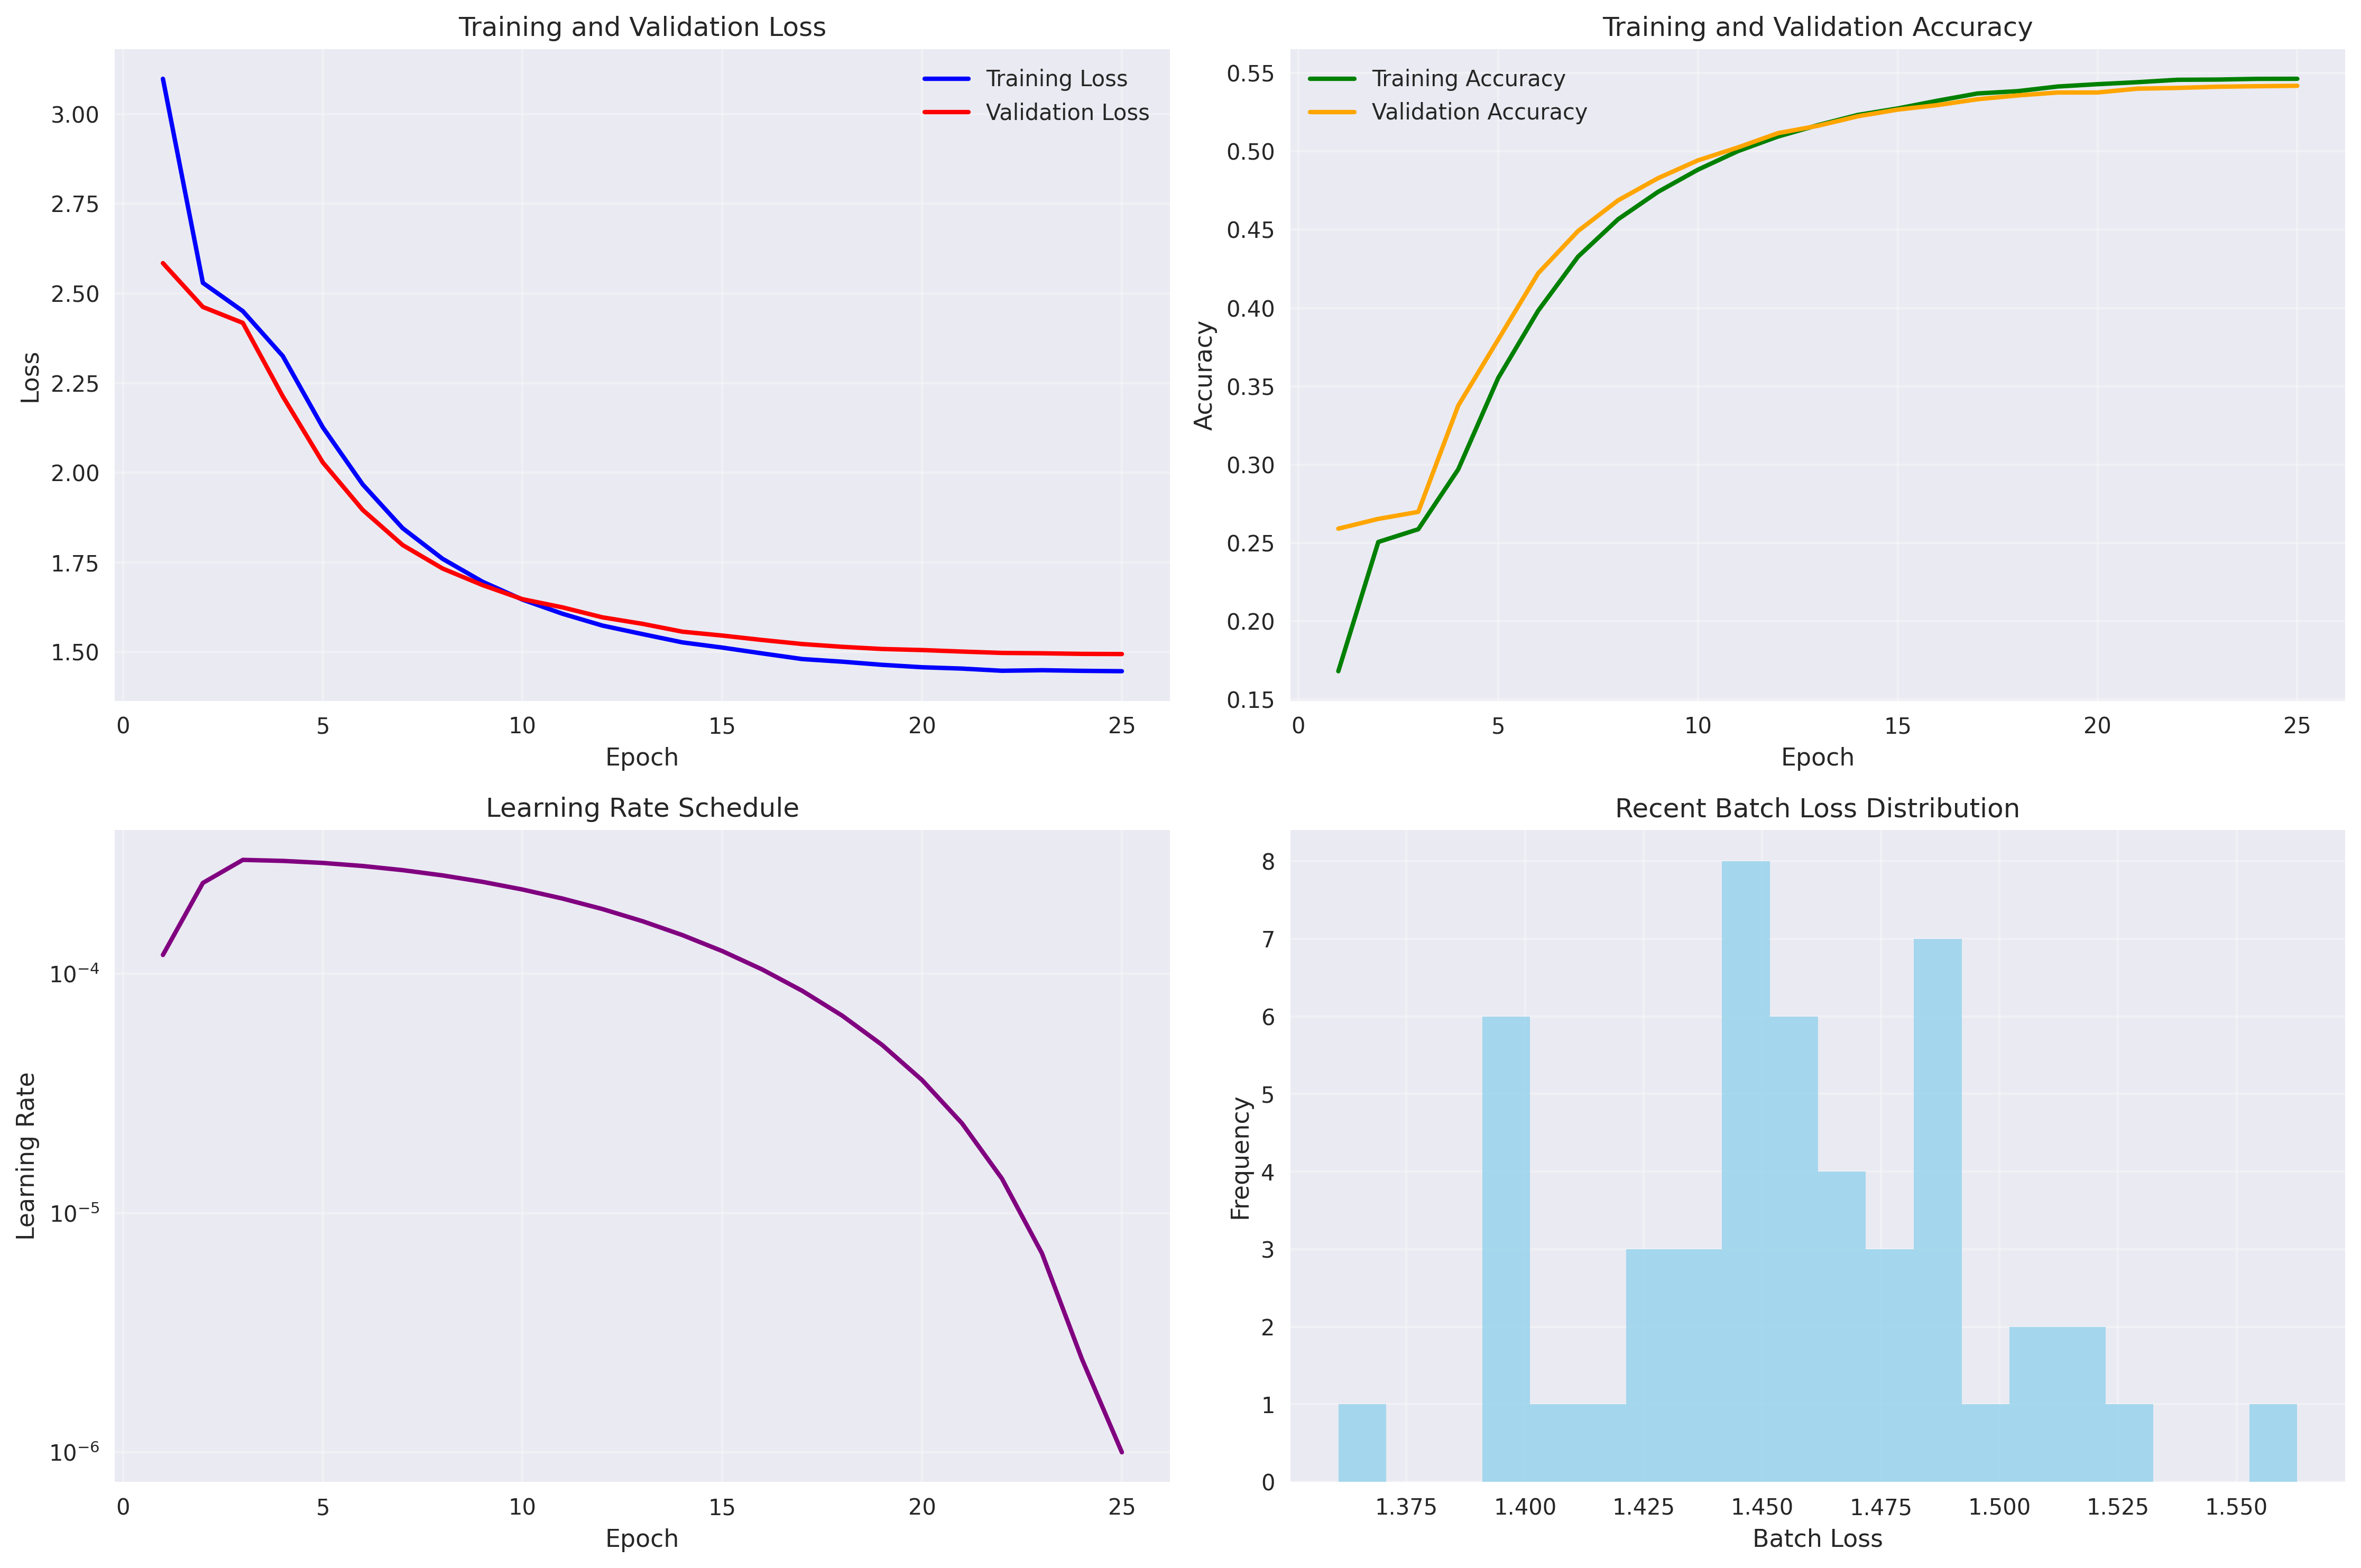 Training and Validation Loss
Training Loss
Validation Loss
3.00
2.75
2.50
2.25
2.00
1.75
1.50
Loss
0 5 10 15 20 25
Epoch
Training and Validation Accuracy
Training Accuracy
Validation Accuracy
0.55
0.50
0.45
0.40
0.35
0.30
0.25
0.20
0.15
Accuracy
0 5 10 15 20 25
Epoch
Learning Rate Schedule
10⁻⁴
10⁻⁵
10⁻⁶
Learning Rate
0 5 10 15 20 25
Epoch
Recent Batch Loss Distribution
8
7
6
5
4
3
2
1
0
Frequency
1.375 1.400 1.425 1.450 1.475 1.500 1.525 1.550
Batch Loss